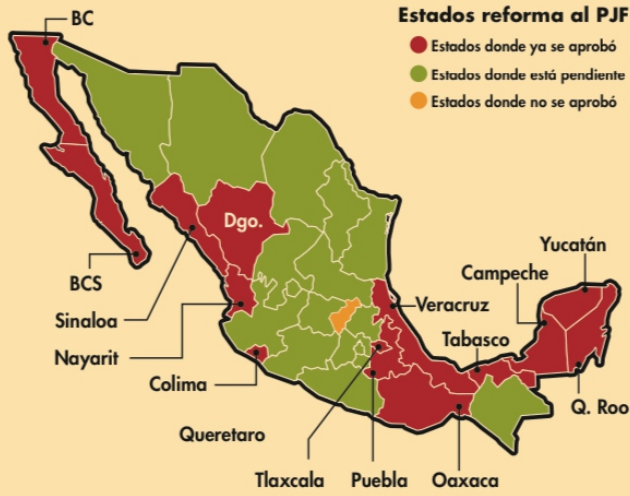 Estados reforma al PJF
Estados donde ya se aprobó
Estados donde está pendiente
Estados donde no se aprobó
BC
Dgo.
BCS
Sinaloa
Nayarit
Colima
Queretaro
Tlaxcala
Puebla
Oaxaca
Veracruz
Tabasco
Campeche
Yucatán
Q. Roo